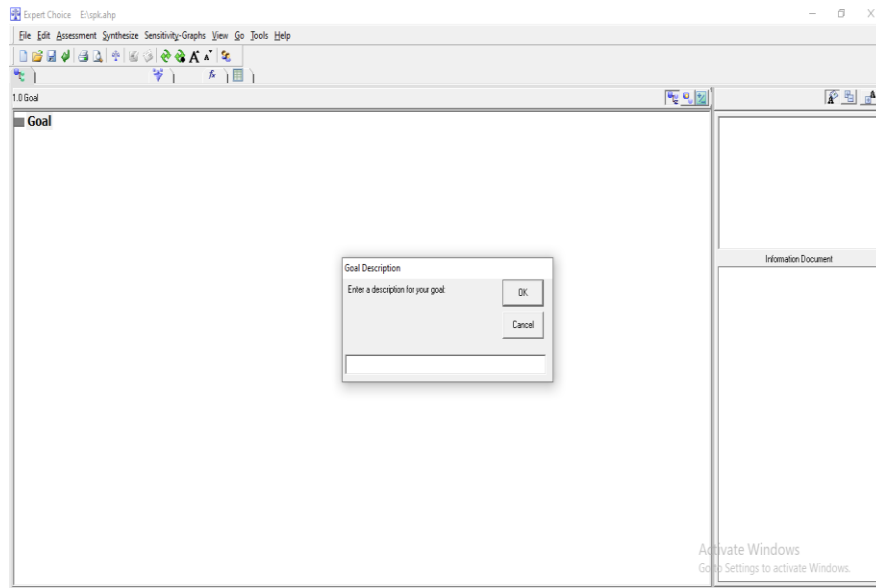 Expert Choice E:\spk.ahp
File Edit Assessment Synthesize Sensitivity-Graphs View Go Tools Help
1.0 Goal
Goal
Information Document
Goal Description
Enter a description for your goal:
OK
Cancel
Activate Windows
Go to Settings to activate Windows.